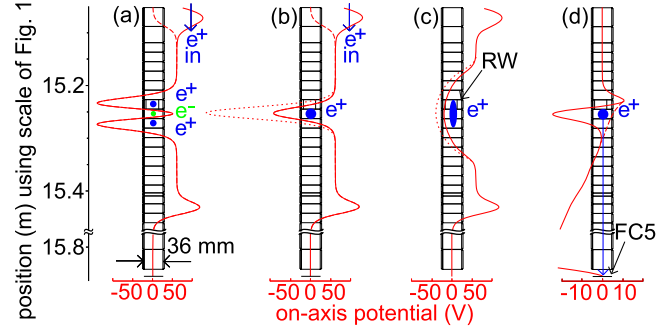 (a) (b) (c) (d)
e+ in
e+ in
RW
e+
e-
e+
e+
e+
e+
15.2
15.4
15.8
position (m) using scale of Fig. 1
36 mm
FC5
-50 0 50
-50 0 50
-50 0 50
-10 0 10
on-axis potential (V)